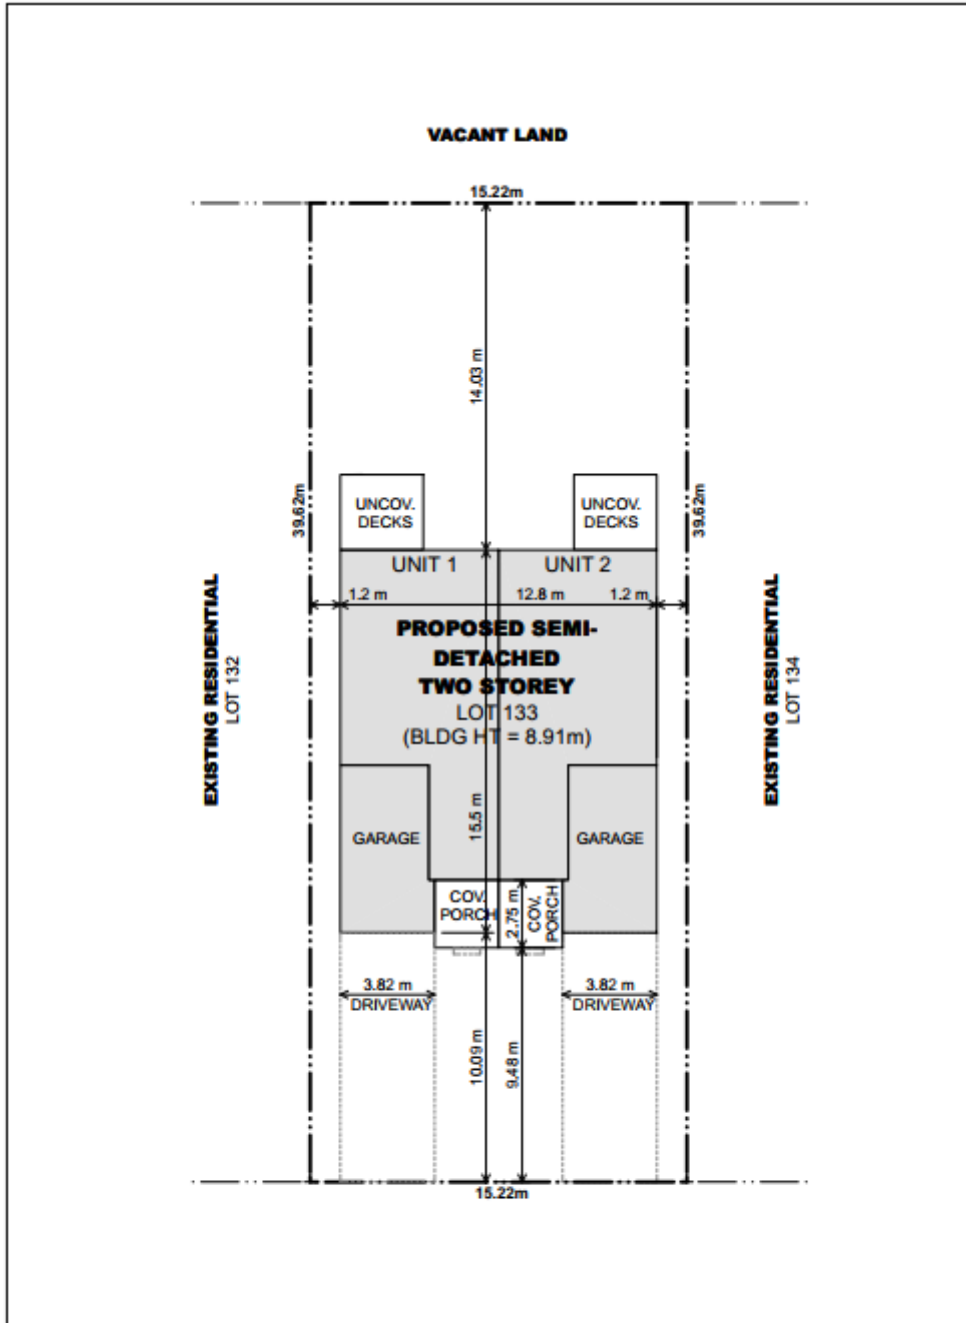 VACANT LAND
15.22m
14.03 m
39.62m
39.62m
UNCOV.
DECKS
UNCOV.
DECKS
UNIT 1
UNIT 2
1.2 m
12.8 m
1.2 m
PROPOSED SEMI-
DETACHED
TWO STOREY
LOT 133
(BLDG HT = 8.91m)
EXISTING RESIDENTIAL
LOT 132
EXISTING RESIDENTIAL
LOT 134
15.5 m
GARAGE
GARAGE
COV.
PORCH
2.75 m
COV.
PORCH
3.82 m
DRIVEWAY
3.82 m
DRIVEWAY
10.09 m
9.48 m
15.22m